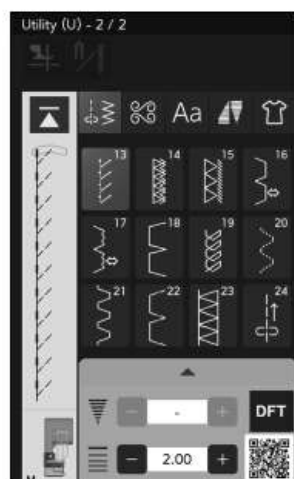 Utility (U) - 2 / 2
Aa
13 14 15 16
17 18 19 20
21 22 23 24
- - + DFT
- 2.00 +
M